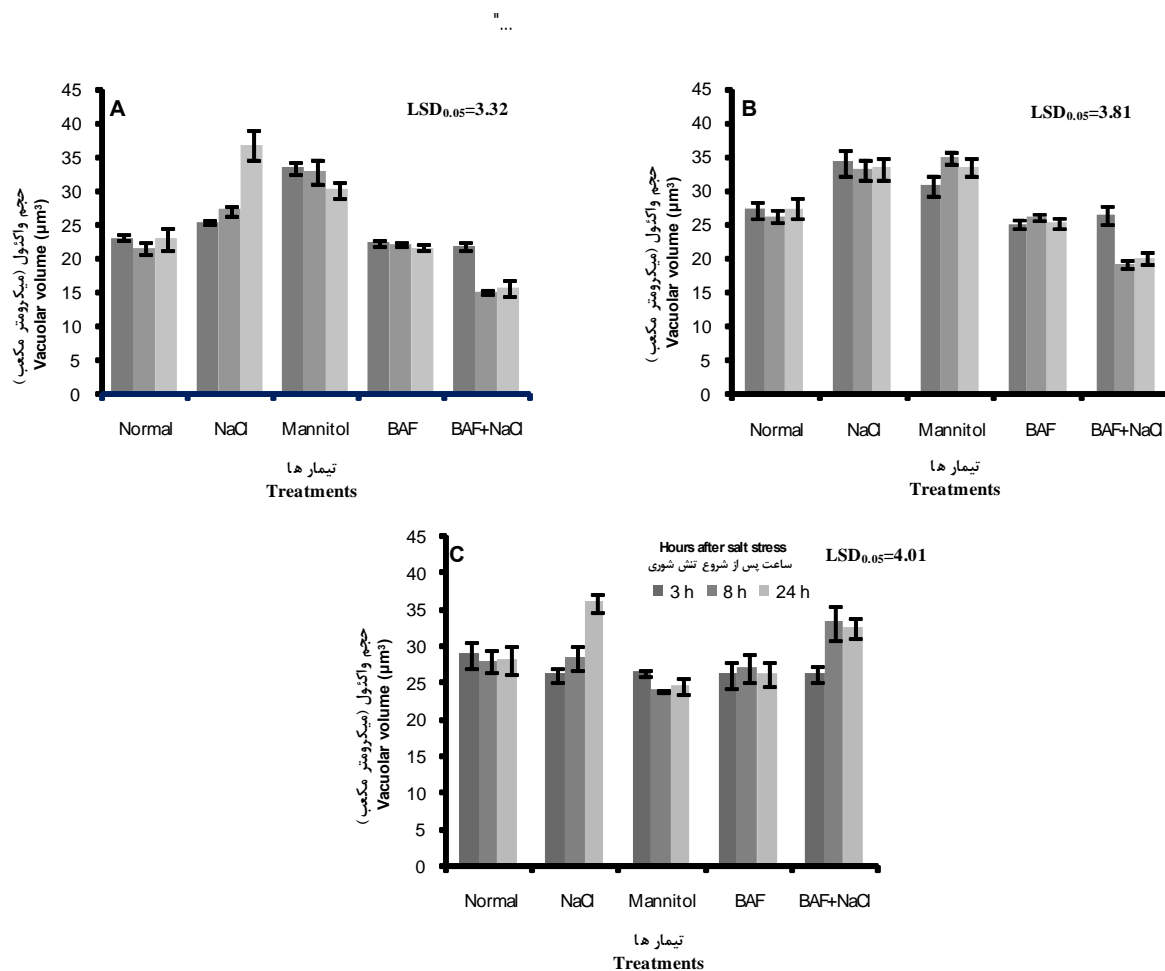 "...
A
LSD0.05=3.32
45
40
35
30
25
20
15
10
5
0
حجم واکئول (میکرومتر مکعب)
Vacuolar volume (µm³)
Normal NaCl Mannitol BAF BAF+NaCl
تیمار ها
Treatments
B
LSD0.05=3.81
45
40
35
30
25
20
15
10
5
0
حجم واکئول (میکرومتر مکعب)
Vacuolar volume (µm³)
Normal NaCl Mannitol BAF BAF+NaCl
تیمار ها
Treatments
C
Hours after salt stress
ساعت پس از شروع تنش شوری
3 h 8 h 24 h
LSD0.05=4.01
45
40
35
30
25
20
15
10
5
0
حجم واکئول (میکرومتر مکعب)
Vacuolar volume (µm³)
Normal NaCl Mannitol BAF BAF+NaCl
تیمار ها
Treatments